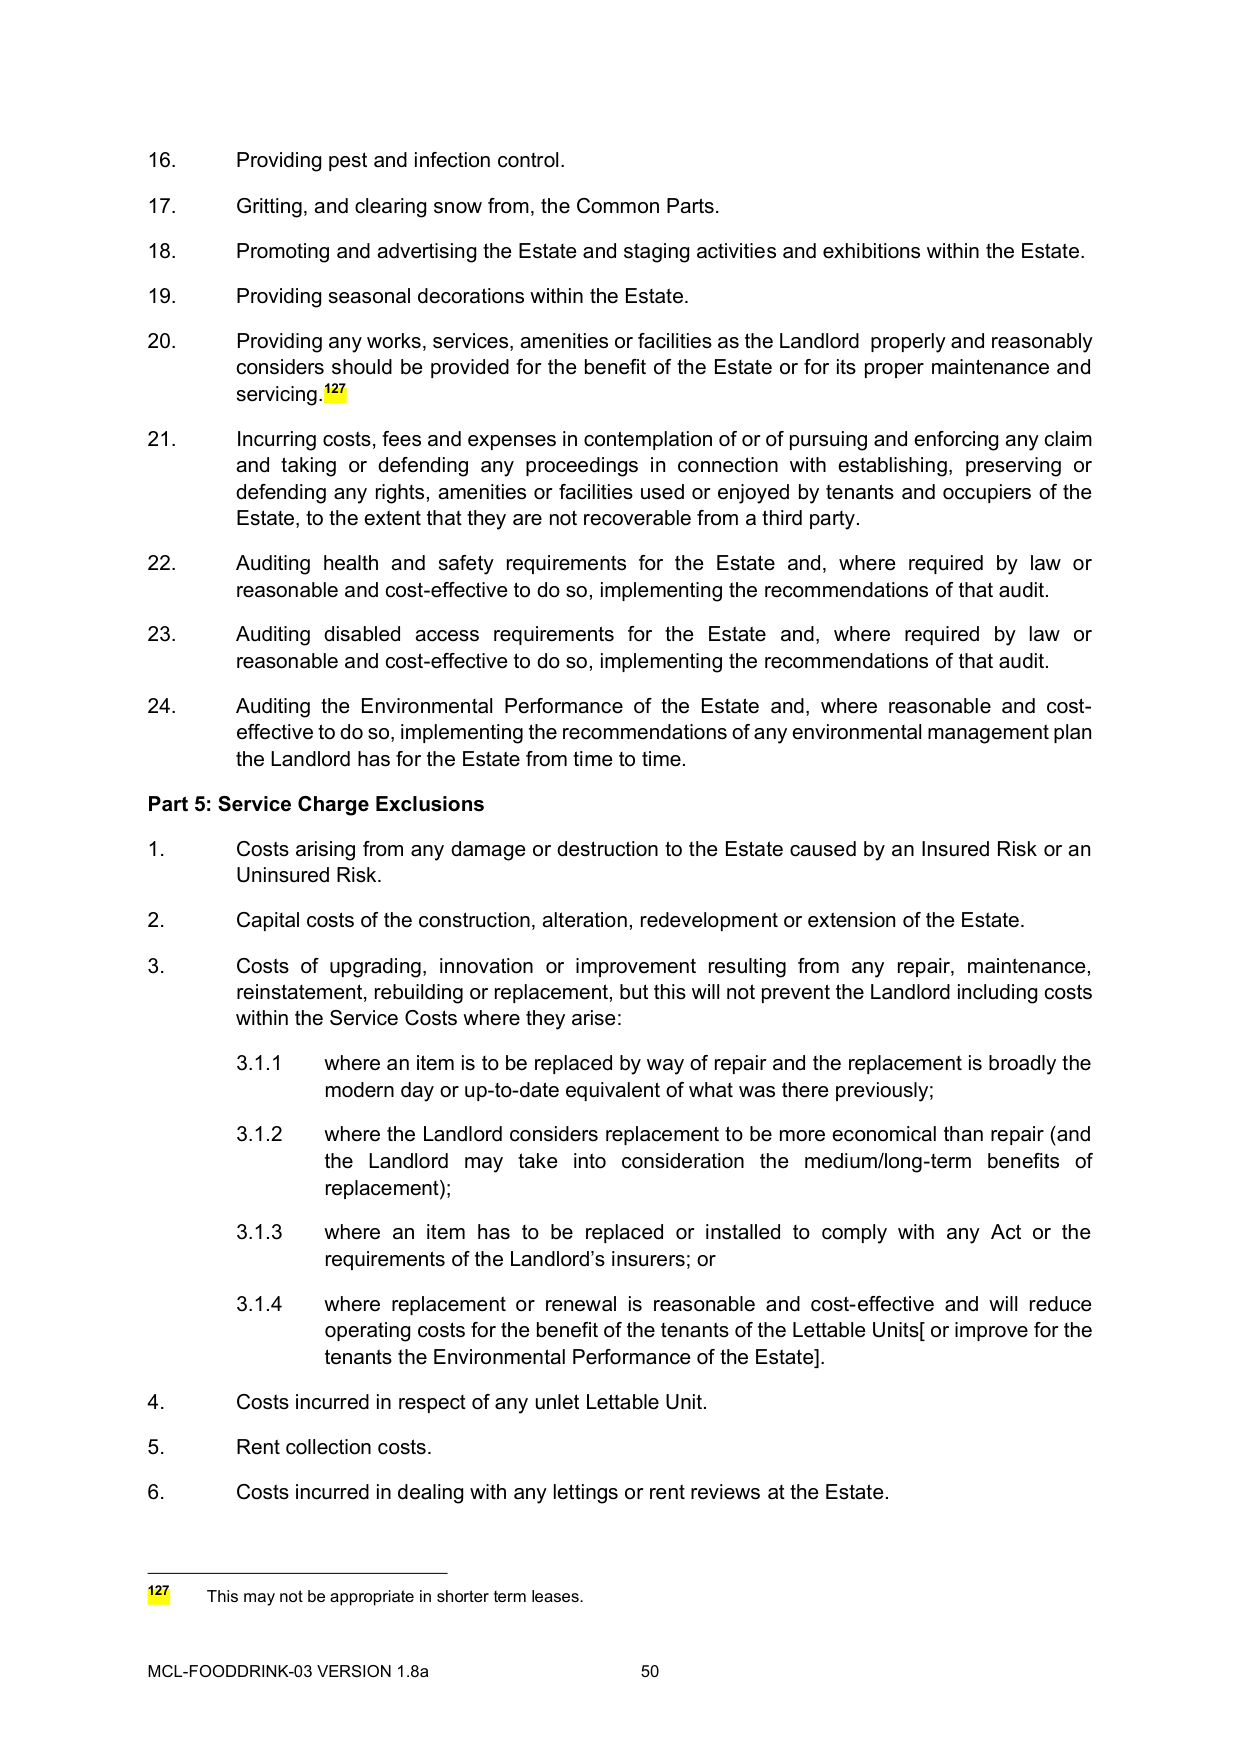 16. Providing pest and infection control.
17. Gritting, and clearing snow from, the Common Parts.
18. Promoting and advertising the Estate and staging activities and exhibitions within the Estate.
19. Providing seasonal decorations within the Estate.
20. Providing any works, services, amenities or facilities as the Landlord  properly and reasonably
considers should be provided for the benefit of the Estate or for its proper maintenance and
servicing.127
21. Incurring costs, fees and expenses in contemplation of or of pursuing and enforcing any claim
and taking or defending any proceedings in connection with establishing, preserving or
defending any rights, amenities or facilities used or enjoyed by tenants and occupiers of the
Estate, to the extent that they are not recoverable from a third party.
22. Auditing health and safety requirements for the Estate and, where required by law or
reasonable and cost-effective to do so, implementing the recommendations of that audit.
23. Auditing disabled access requirements for the Estate and, where required by law or
reasonable and cost-effective to do so, implementing the recommendations of that audit.
24. Auditing the Environmental Performance of the Estate and, where reasonable and cost-
effective to do so, implementing the recommendations of any environmental management plan
the Landlord has for the Estate from time to time.
Part 5: Service Charge Exclusions
1. Costs arising from any damage or destruction to the Estate caused by an Insured Risk or an
Uninsured Risk.
2. Capital costs of the construction, alteration, redevelopment or extension of the Estate.
3. Costs of upgrading, innovation or improvement resulting from any repair, maintenance,
reinstatement, rebuilding or replacement, but this will not prevent the Landlord including costs
within the Service Costs where they arise:
3.1.1 where an item is to be replaced by way of repair and the replacement is broadly the
modern day or up-to-date equivalent of what was there previously;
3.1.2 where the Landlord considers replacement to be more economical than repair (and
the Landlord may take into consideration the medium/long-term benefits of
replacement);
3.1.3 where an item has to be replaced or installed to comply with any Act or the
requirements of the Landlord’s insurers; or
3.1.4 where replacement or renewal is reasonable and cost-effective and will reduce
operating costs for the benefit of the tenants of the Lettable Units[ or improve for the
tenants the Environmental Performance of the Estate].
4. Costs incurred in respect of any unlet Lettable Unit.
5. Rent collection costs.
6. Costs incurred in dealing with any lettings or rent reviews at the Estate.
127 This may not be appropriate in shorter term leases.
MCL-FOODDRINK-03 VERSION 1.8a 50